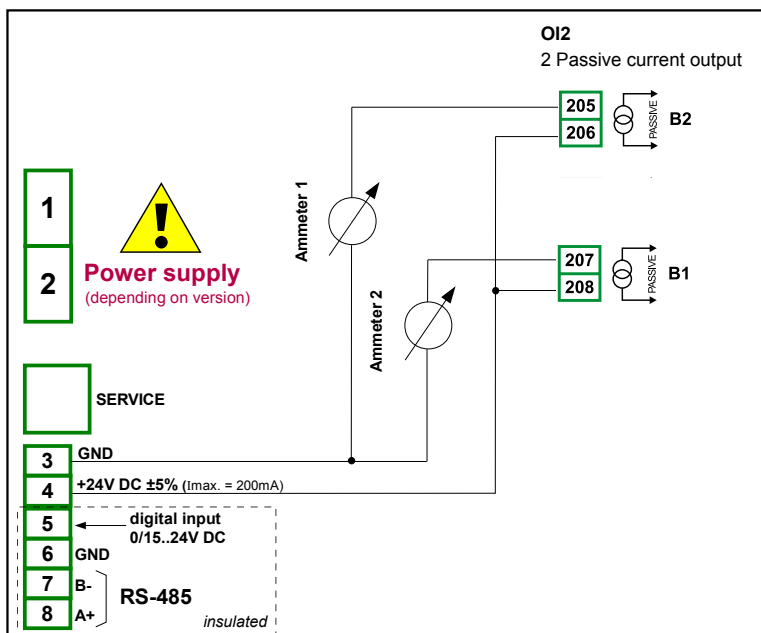 OI2
2 Passive current output
205
206
PASSIVE
B2
Ammeter 1
1
2
!
Power supply
(depending on version)
207
208
PASSIVE
B1
Ammeter 2
SERVICE
3 GND
4 +24V DC ±5% (Imax. = 200mA)
5 digital input
0/15..24V DC
6 GND
7 B-
RS-485
8 A+
insulated